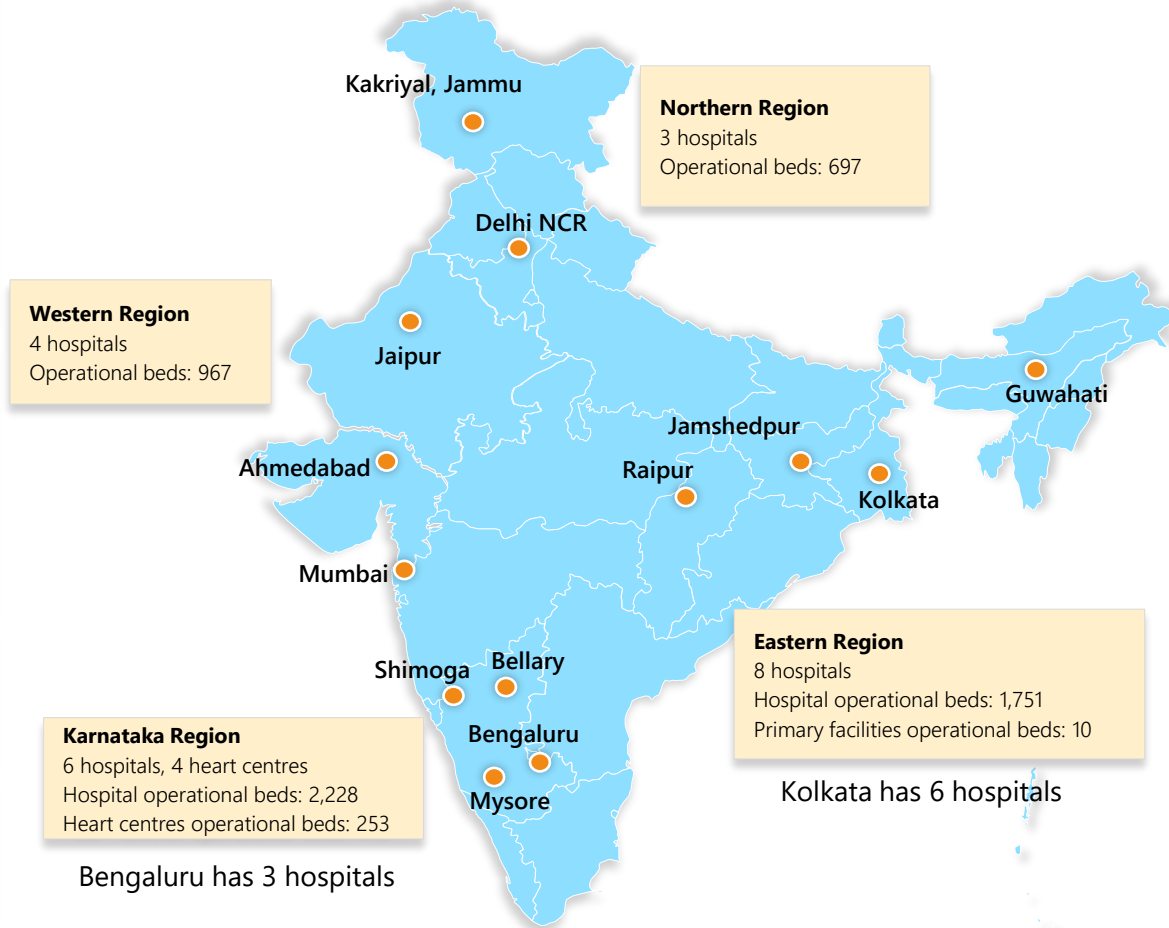 Kakriyal, Jammu
Northern Region
3 hospitals
Operational beds: 697
Delhi NCR
Western Region
4 hospitals
Operational beds: 967
Jaipur
Guwahati
Jamshedpur
Ahmedabad
Raipur
Kolkata
Mumbai
Eastern Region
8 hospitals
Hospital operational beds: 1,751
Primary facilities operational beds: 10
Shimoga
Bellary
Karnataka Region
6 hospitals, 4 heart centres
Hospital operational beds: 2,228
Heart centres operational beds: 253
Bengaluru
Mysore
Kolkata has 6 hospitals
Bengaluru has 3 hospitals